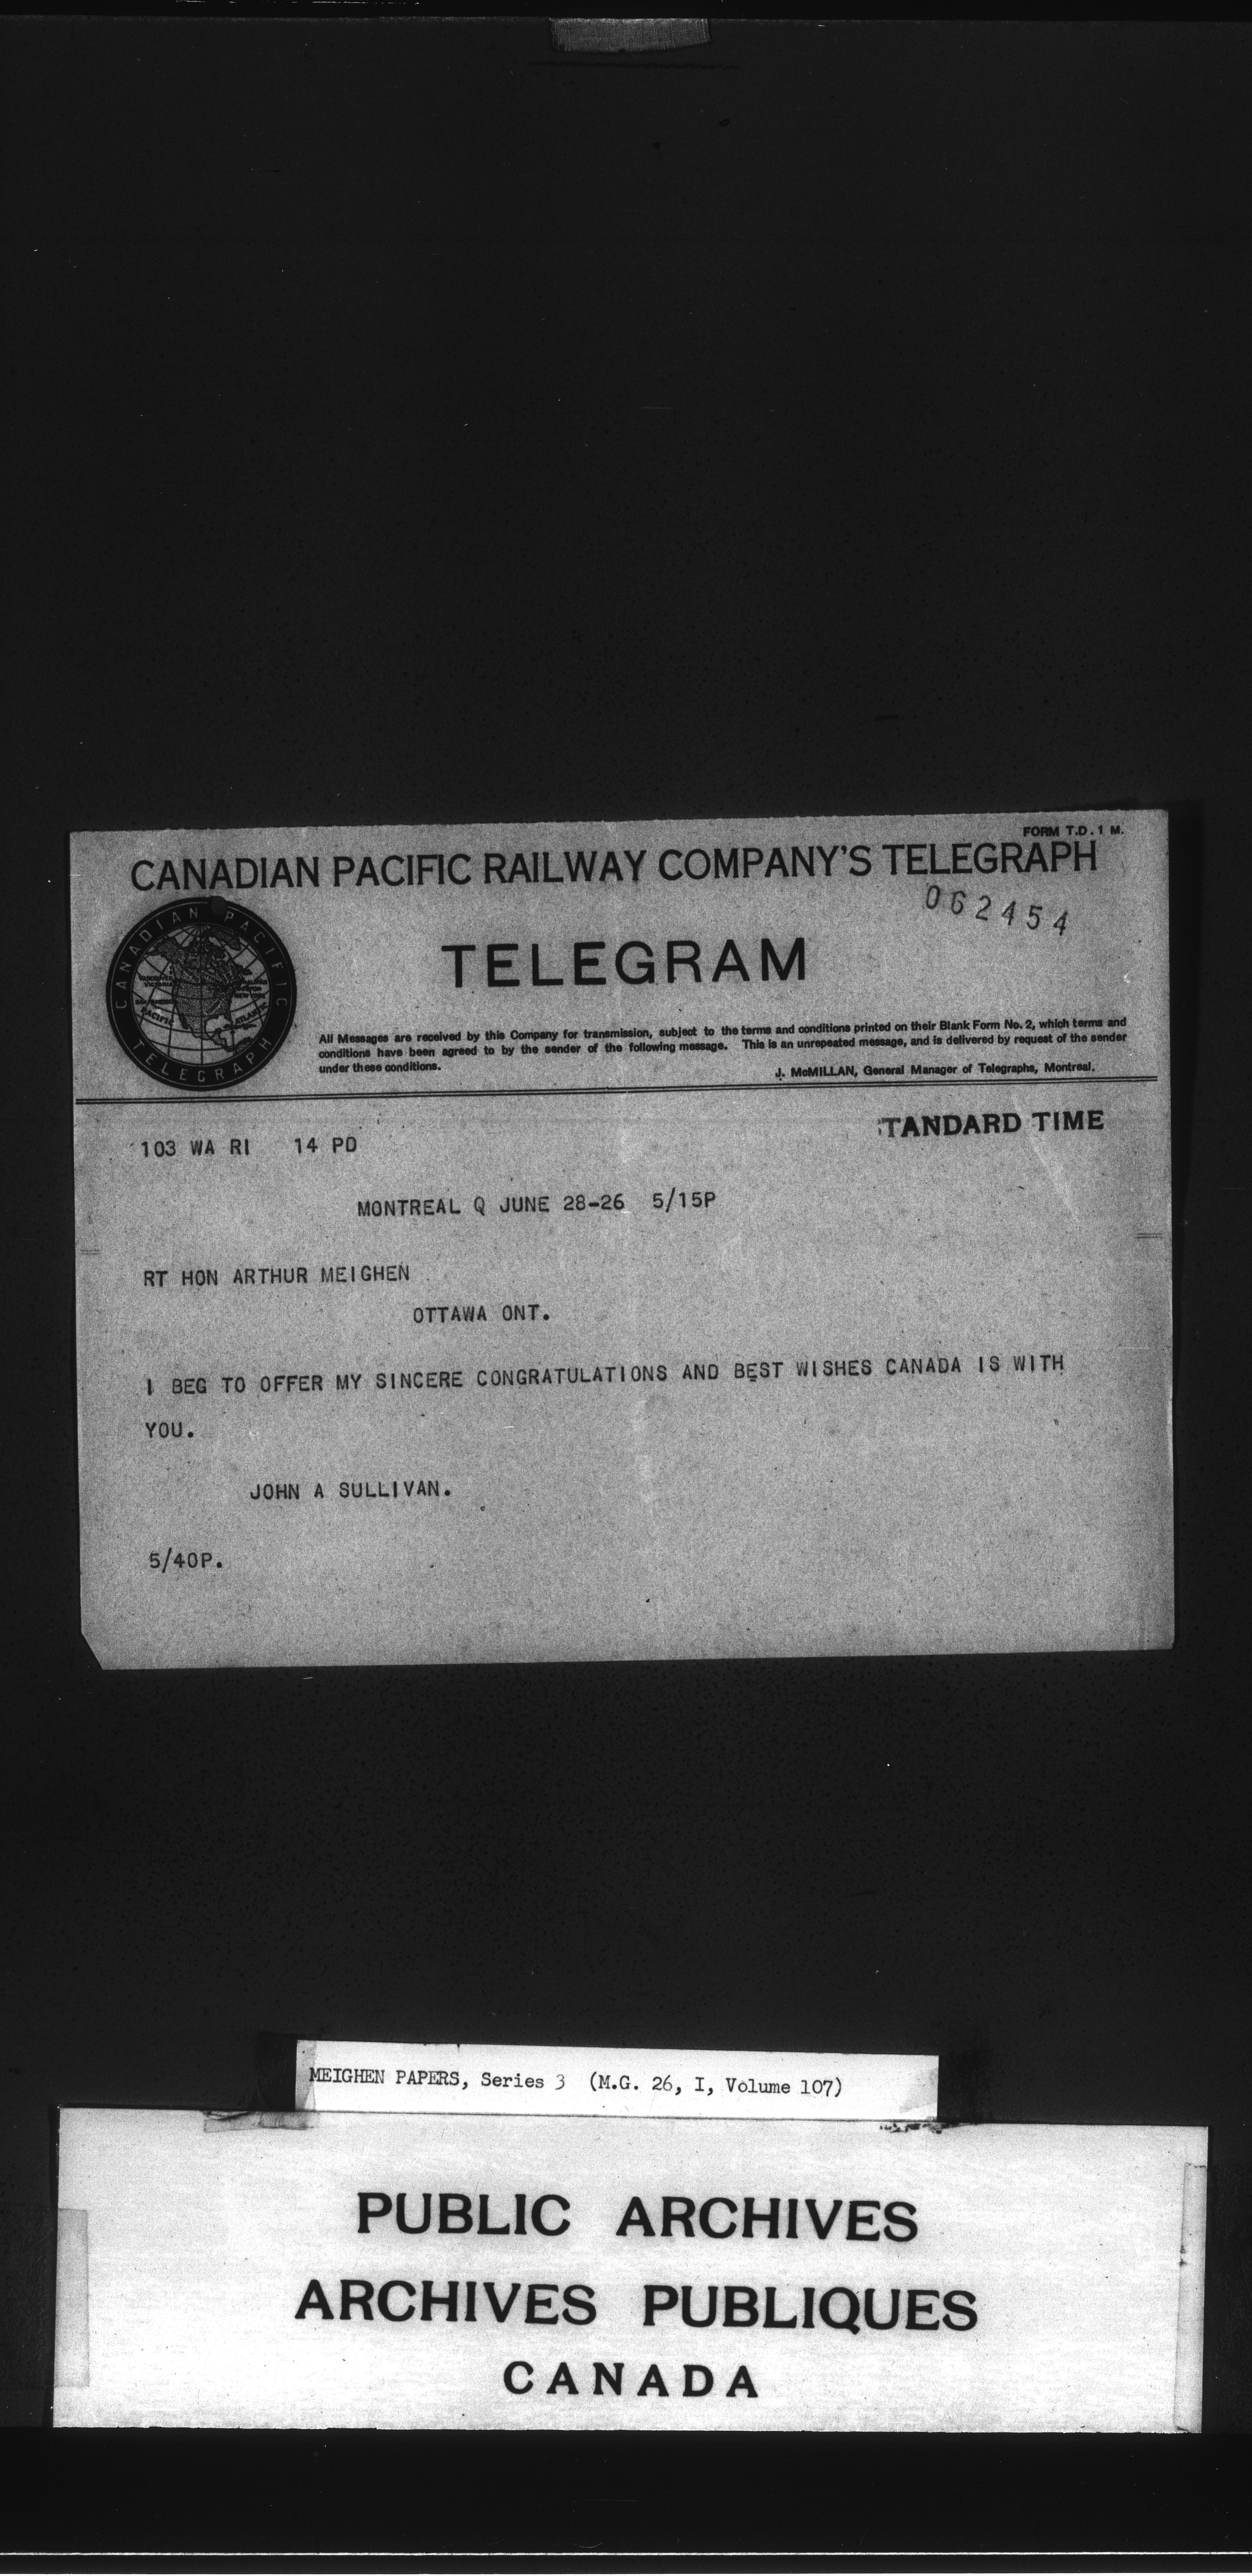 FORM T.D. 1 M.
CANADIAN PACIFIC RAILWAY COMPANY'S TELEGRAPH
062454
CANADIAN PACIFIC
TELEGRAPH
PACIFIC
ATLANTIC
TELEGRAM
All Messages are received by this Company for transmission, subject to the terms and conditions printed on their Blank Form No. 2, which terms and
conditions have been agreed to by the sender of the following message. This is an unrepeated message, and is delivered by request of the sender
under these conditions.
J. McMILLAN, General Manager of Telegraphs, Montreal.
TANDARD TIME
103 WA RI 14 PD
MONTREAL Q JUNE 28-26 5/15P
RT HON ARTHUR MEIGHEN
OTTAWA ONT.
I BEG TO OFFER MY SINCERE CONGRATULATIONS AND BEST WISHES CANADA IS WITH
YOU.
JOHN A SULLIVAN.
5/40P.
MEIGHEN PAPERS, Series 3 (M.G. 26, I, Volume 107)
PUBLIC ARCHIVES
ARCHIVES PUBLIQUES
CANADA